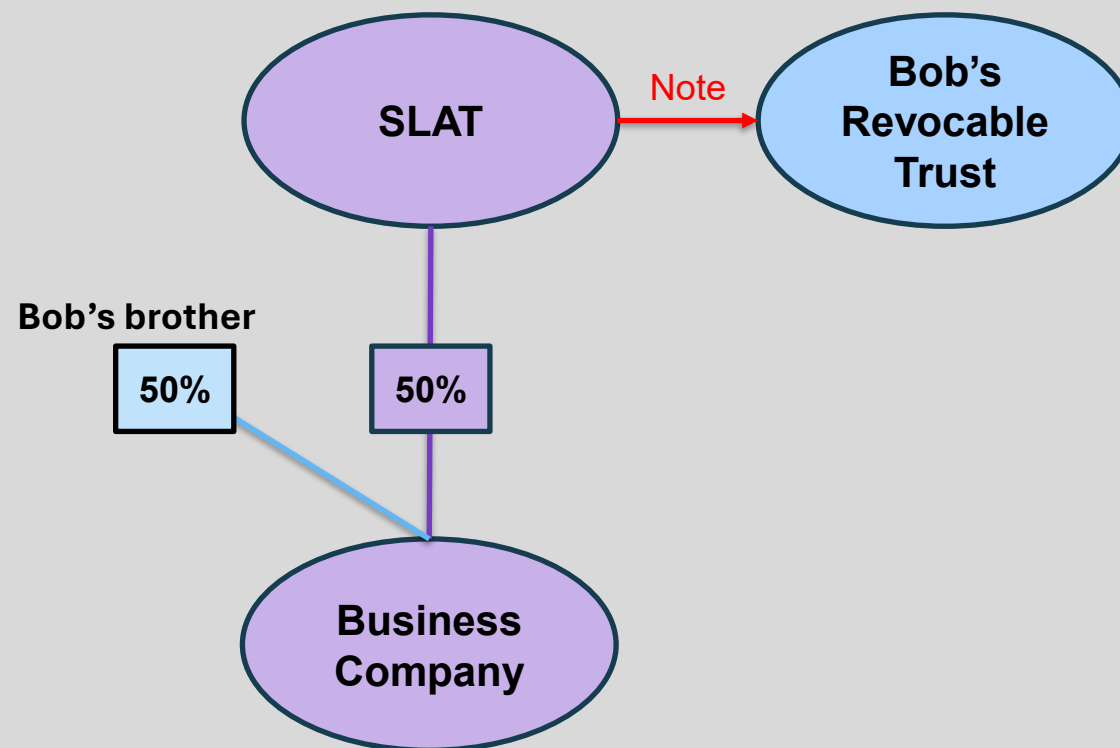 SLAT
Note
Bob’s
Revocable
Trust
Bob’s brother
50%
50%
Business
Company